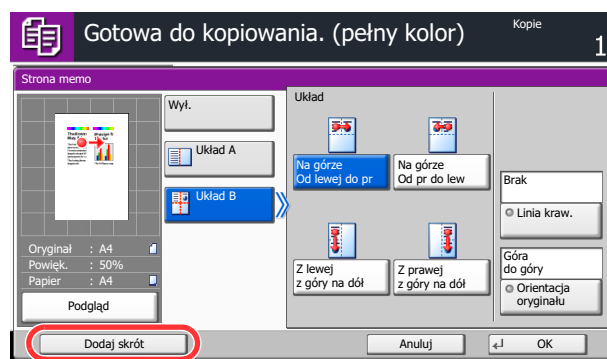 Gotowa do kopiowania. (pełny kolor)
Kopie
1
Strona memo
Wył.
Układ A
Układ B
Układ
Na górze
Od lewej do pr
Na górze
Od pr do lew
Z lewej
z góry na dół
Z prawej
z góry na dół
Brak
Linia kraw.
Góra
do góry
Orientacja
oryginału
Oryginał : A4
Powięk. : 50%
Papier : A4
Podgląd
Dodaj skrót
Anuluj
OK